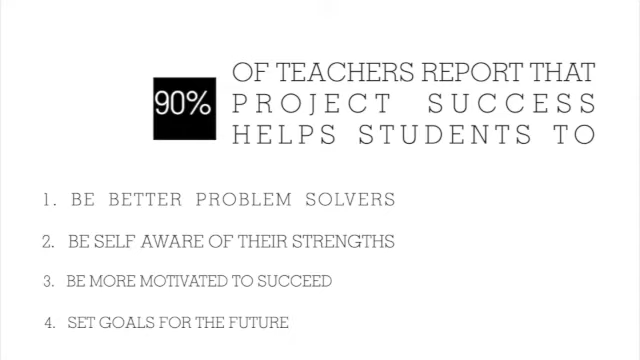 90%
OF TEACHERS REPORT THAT
PROJECT SUCCESS
HELPS STUDENTS TO
1. BE BETTER PROBLEM SOLVERS
2. BE SELF AWARE OF THEIR STRENGTHS
3. BE MORE MOTIVATED TO SUCCEED
4. SET GOALS FOR THE FUTURE